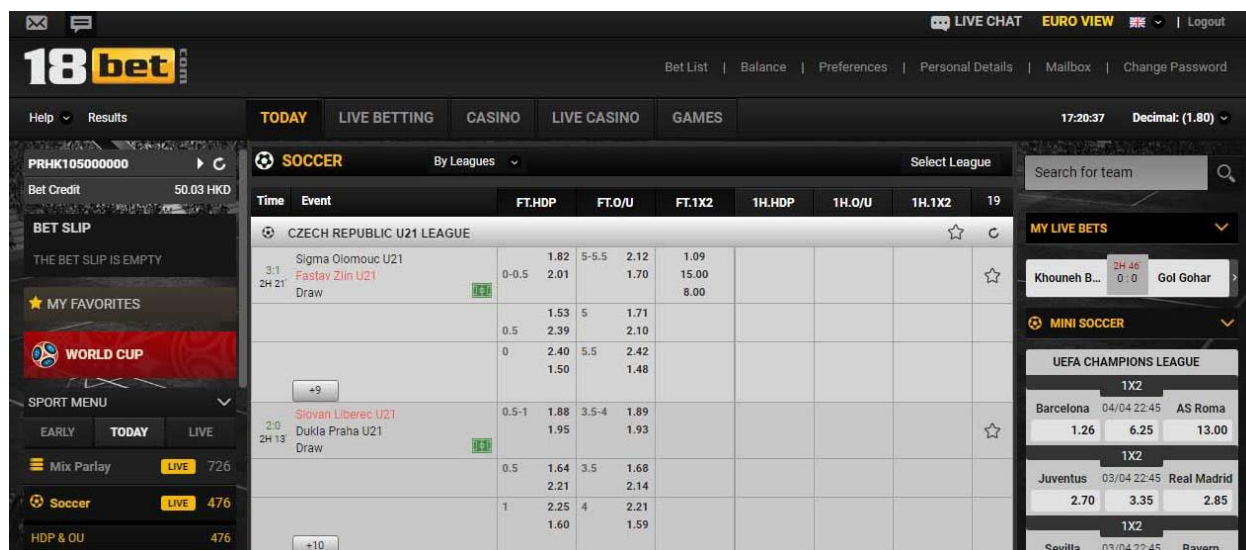 LIVE CHAT EURO VIEW | Logout
18bet.com
Bet List | Balance | Preferences | Personal Details | Mailbox | Change Password
Help Results TODAY LIVE BETTING CASINO LIVE CASINO GAMES 17:20:37 Decimal: (1.80)
PRHK105000000
Bet Credit 50.03 HKD
BET SLIP
THE BET SLIP IS EMPTY
MY FAVORITES
WORLD CUP
SPORT MENU
EARLY TODAY LIVE
Mix Parlay LIVE 726
Soccer LIVE 476
HDP & OU 476
SOCCER By Leagues Select League
Time Event FT.HDP FT.O/U FT.1X2 1H.HDP 1H.O/U 1H.1X2 19
CZECH REPUBLIC U21 LEAGUE
Sigma Olomouc U21 1.82 5-5.5 2.12 1.09
3:1 Fastav Zlin U21 0-0.5 2.01 1.70 15.00
2H 21' Draw 8.00
1.53 5 1.71
0.5 2.39 2.10
0 2.40 5.5 2.42
1.50 1.48
+9
Slovan Liberec U21 0.5-1 1.88 3.5-4 1.89
2:0 Dukla Praha U21 1.95 1.93
2H 13' Draw
0.5 1.64 3.5 1.68
2.21 2.14
1 2.25 4 2.21
1.60 1.59
+10
Search for team
MY LIVE BETS
2H 46'
Khouneh B... 0:0 Gol Gohar
MINI SOCCER
UEFA CHAMPIONS LEAGUE
1X2
Barcelona 04/04 22:45 AS Roma
1.26 6.25 13.00
1X2
Juventus 03/04 22:45 Real Madrid
2.70 3.35 2.85
1X2
Sevilla 03/04 22:45 Bayern